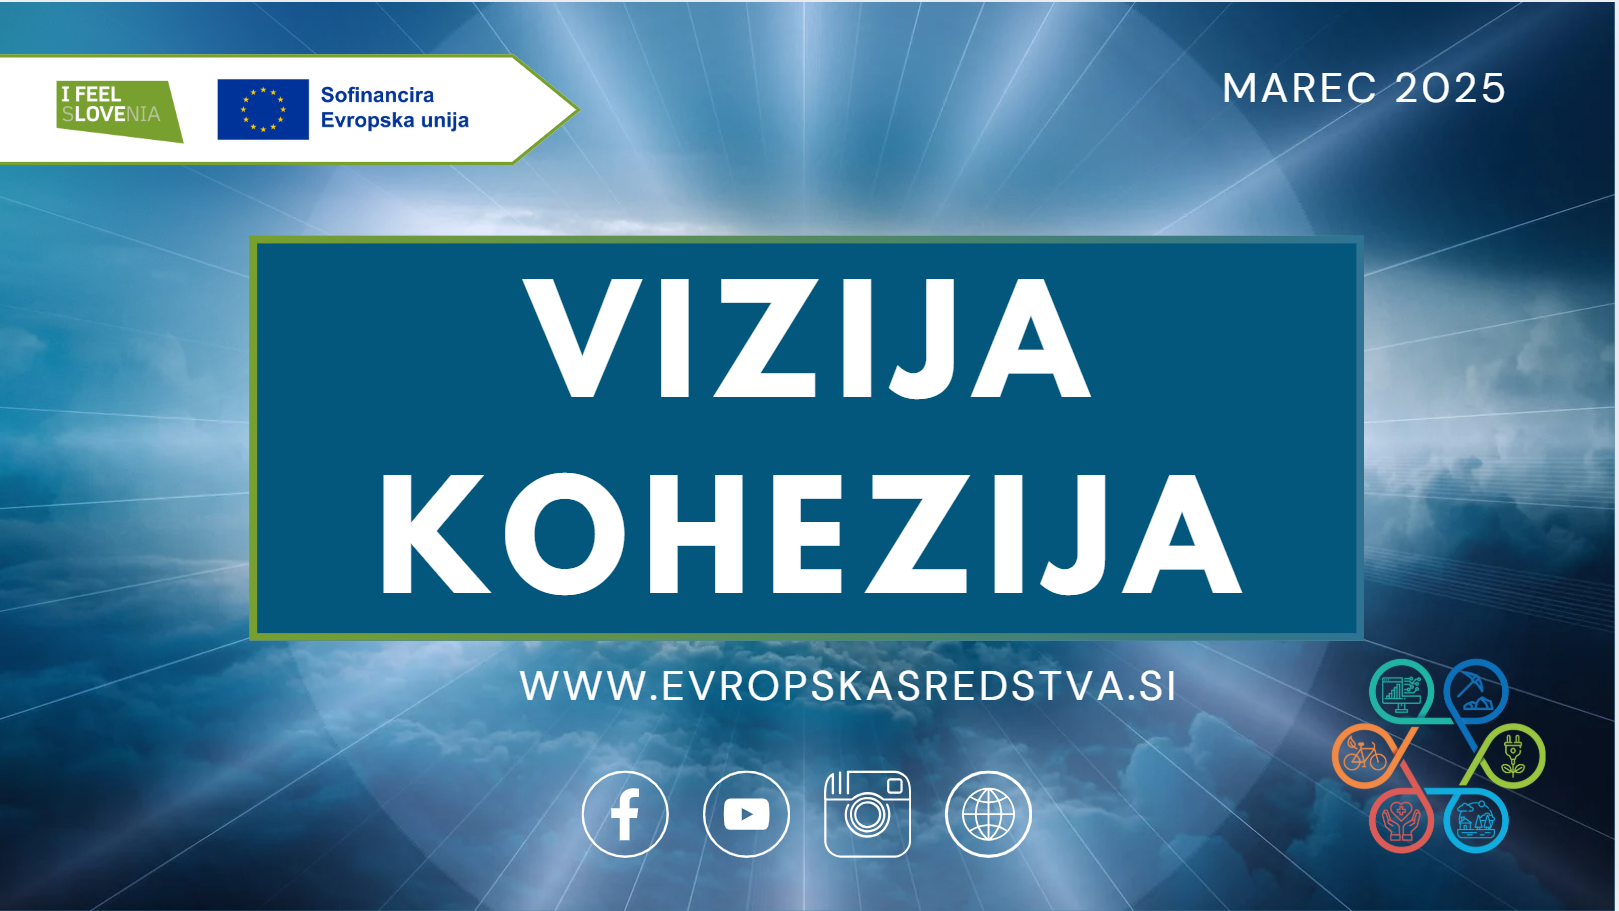 I FEEL
SLOVENIA
Sofinancira
Evropska unija
MAREC 2025
VIZIJA
KOHEZIJA
WWW.EVROPSKASREDSTVA.SI